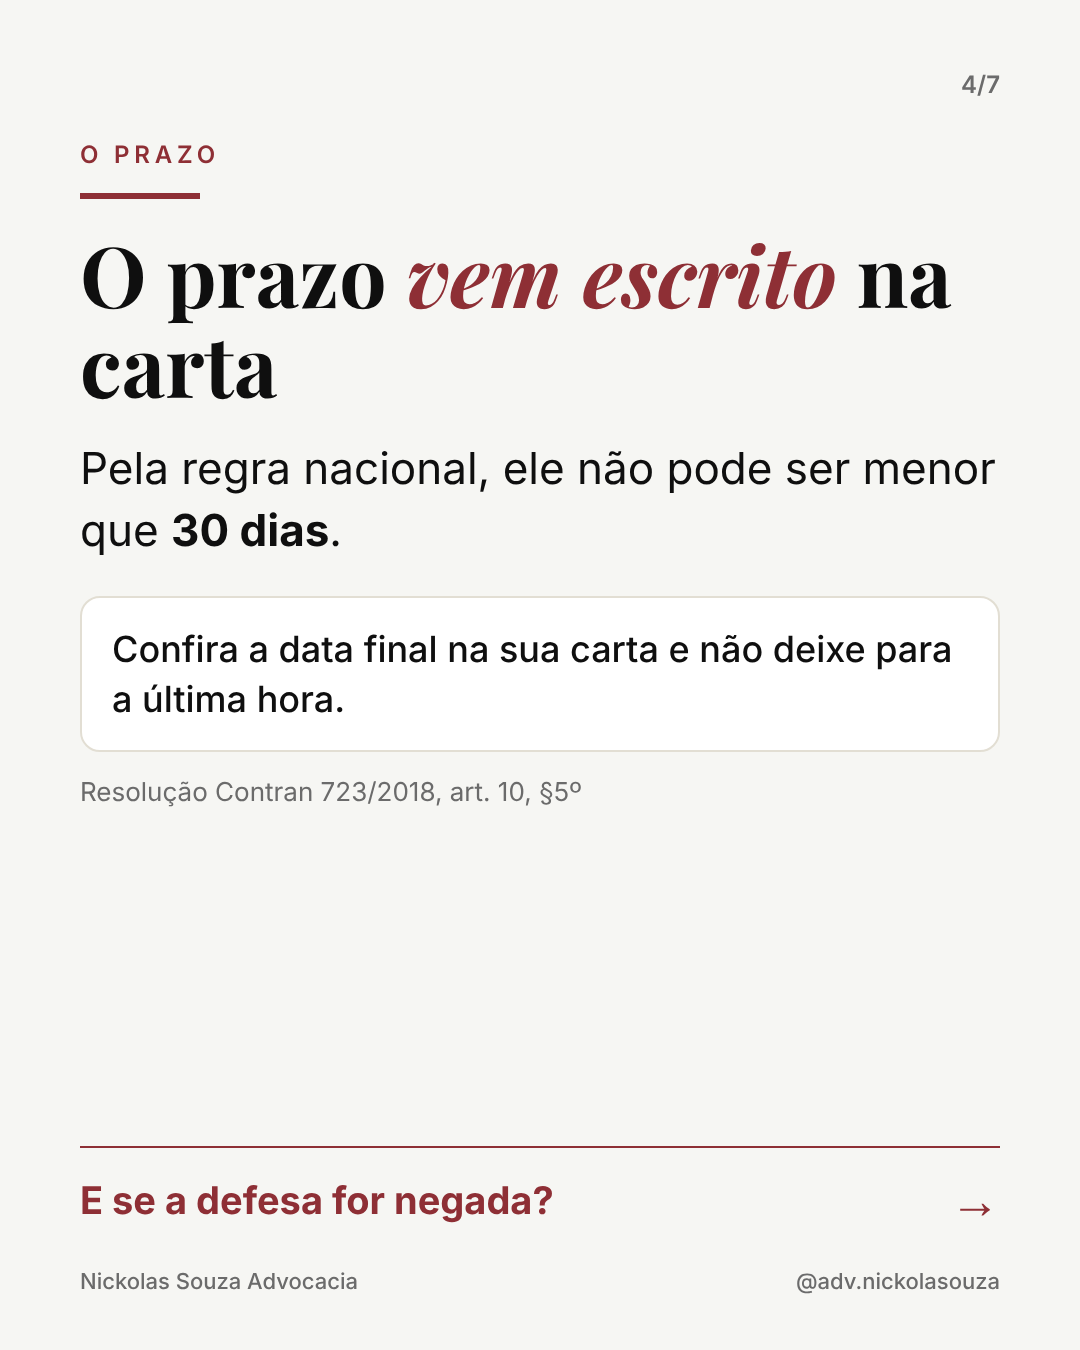 4/7
O PRAZO
O prazo vem escrito na
carta
Pela regra nacional, ele não pode ser menor
que 30 dias.
Confira a data final na sua carta e não deixe para
a última hora.
Resolução Contran 723/2018, art. 10, §5º
E se a defesa for negada? →
Nickolas Souza Advocacia
@adv.nickolasouza